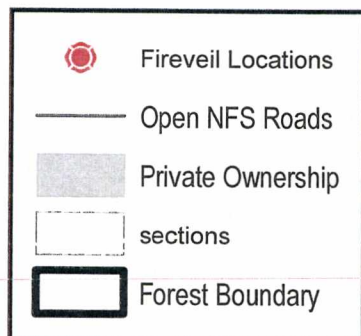 Fireveil Locations
Open NFS Roads
Private Ownership
sections
Forest Boundary